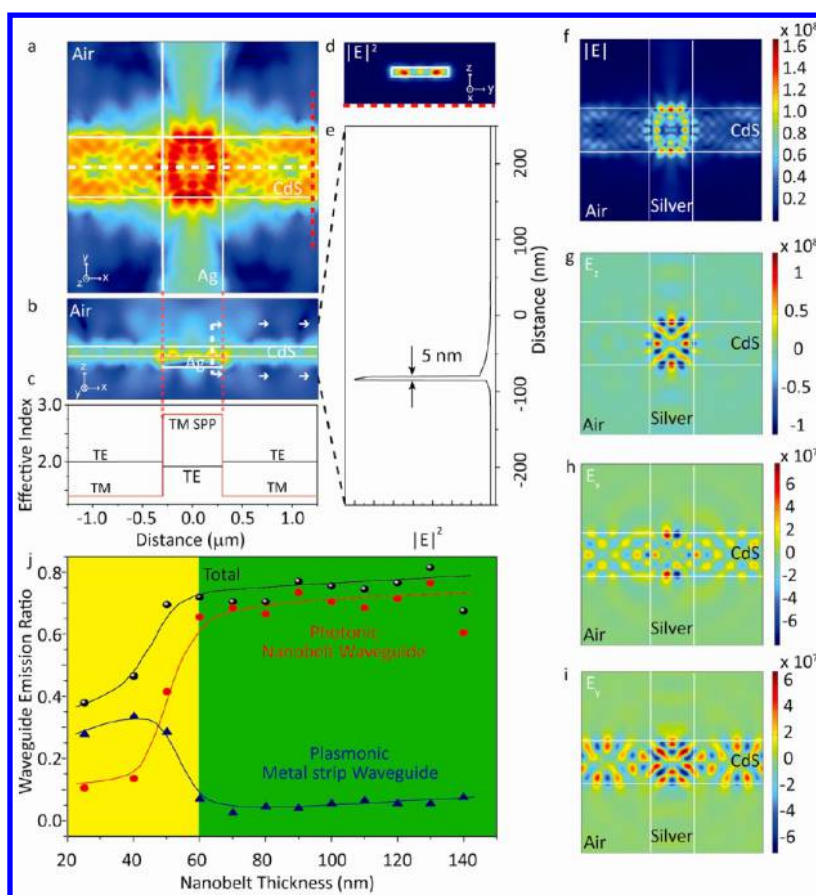 a
Air
CdS
Ag
y
z
x
b
Air
CdS
Ag
z
y
x
c
3.0
2.0
Effective Index
TM SPP
TE
TE
TE
TM
TM
-1.0
-0.5
0.0
0.5
1.0
Distance (μm)
d
|E|²
z
x
y
e
5 nm
200
100
0
-100
-200
Distance (nm)
|E|²
f
|E|
CdS
Air
Silver
x 10⁸
1.6
1.4
1.2
1.0
0.8
0.6
0.4
0.2
g
CdS
Air
Silver
x 10⁸
1
0.5
0
-0.5
-1
h
CdS
Air
Silver
x 10⁷
6
4
2
0
-2
-4
-6
i
E_y
CdS
Air
Silver
x 10⁷
6
4
2
0
-2
-4
-6
j
0.8
0.6
0.4
0.2
0.0
Waveguide Emission Ratio
Total
Photonic
Nanobelt Waveguide
Plasmonic
Metal strip Waveguide
20
40
60
80
100
120
140
Nanobelt Thickness (nm)